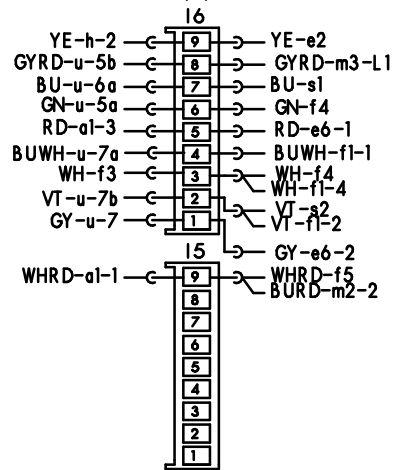 I6
YE-h-2 9 YE-e2
GYRD-u-5b 8 GYRD-m3-L1
BU-u-6a 7 BU-s1
GN-u-5a 6 GN-f4
RD-a1-3 5 RD-e6-1
BUWH-u-7a 4 BUWH-f1-1
WH-f3 3 WH-f4
WH-f1-4
VT-u-7b 2 VT-s2
VT-f1-2
GY-u-7 1
GY-e6-2
I5
WHRD-a1-1 9 WHRD-f5
BURD-m2-2
8
7
6
5
4
3
2
1